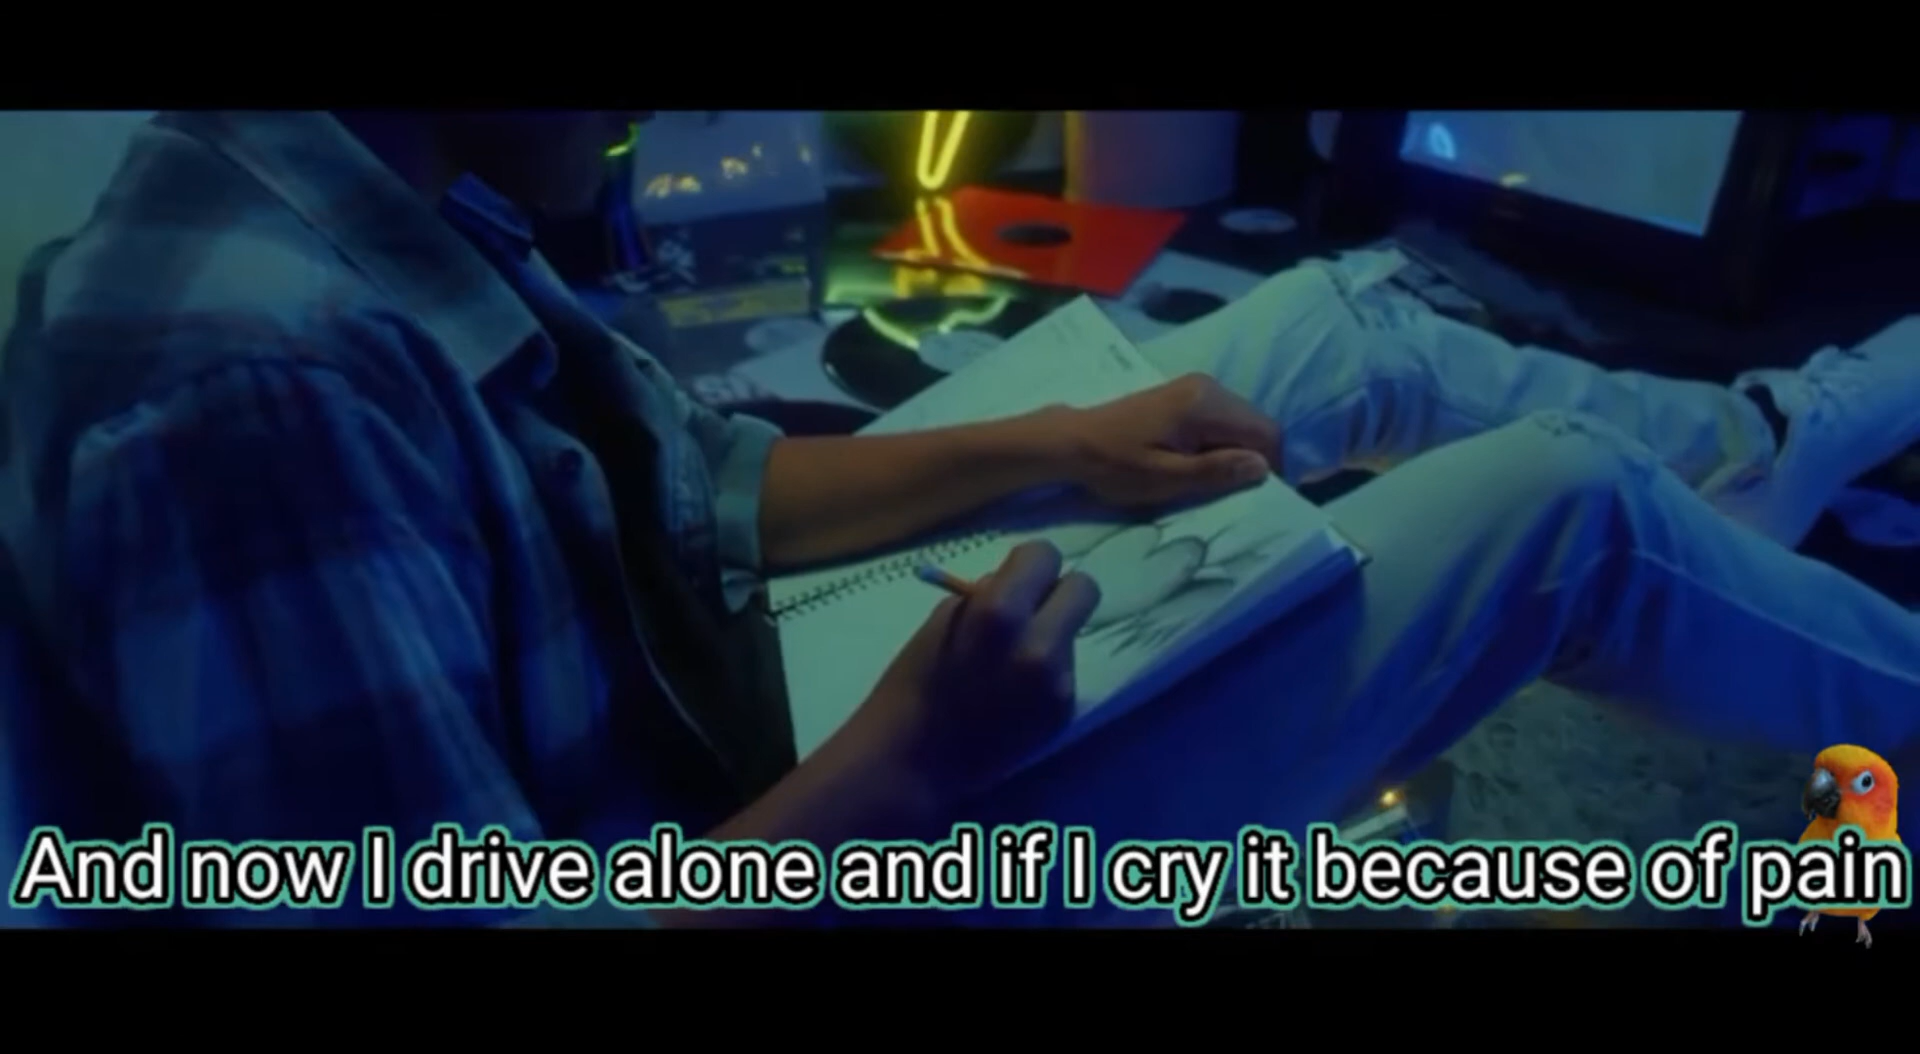 And now I drive alone and if I cry it because of pain